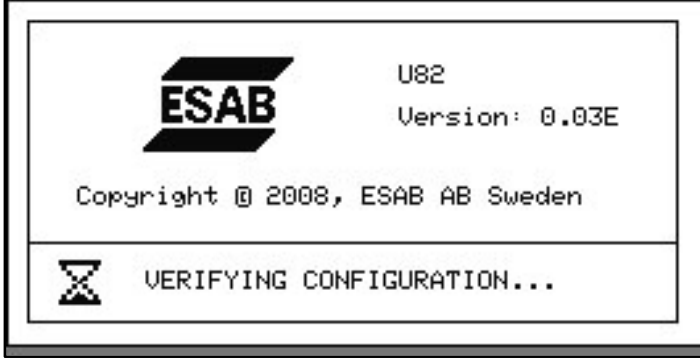 ESAB
U82
Version: 0.03E
Copyright © 2008, ESAB AB Sweden
VERIFYING CONFIGURATION...